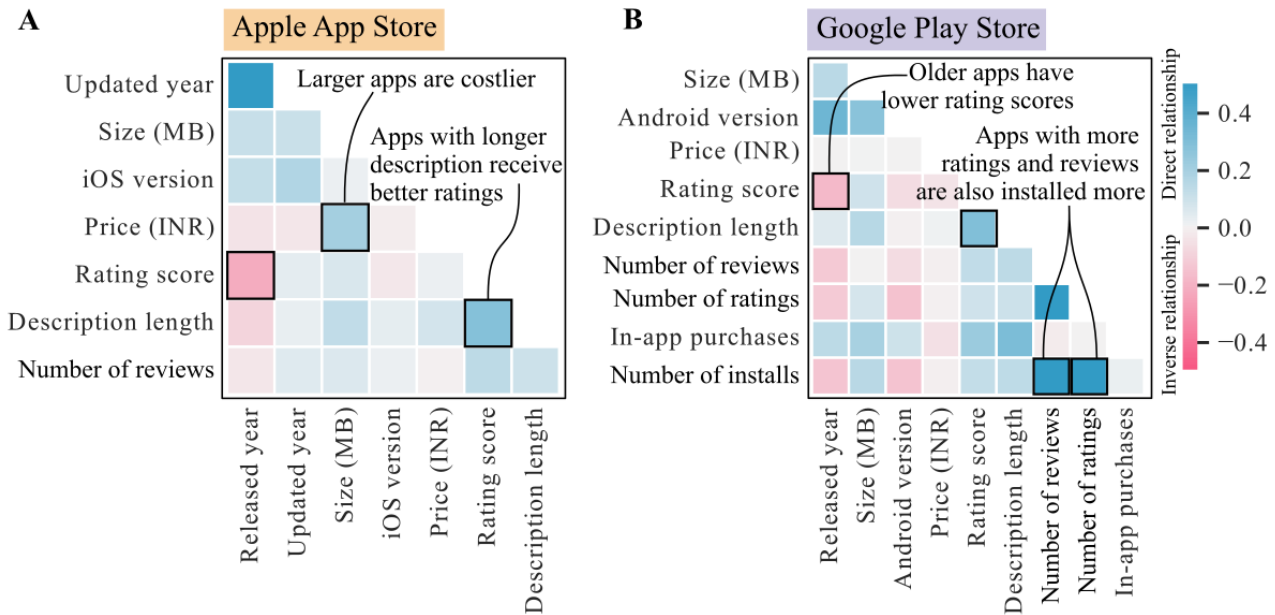 A
Apple App Store
Updated year
Size (MB)
iOS version
Price (INR)
Rating score
Description length
Number of reviews
Larger apps are costlier
Apps with longer
description receive
better ratings
Released year
Updated year
Size (MB)
iOS version
Price (INR)
Rating score
Description length
B
Google Play Store
Size (MB)
Android version
Price (INR)
Rating score
Description length
Number of reviews
Number of ratings
In-app purchases
Number of installs
Older apps have
lower rating scores
Apps with more
ratings and reviews
are also installed more
Released year
Size (MB)
Android version
Price (INR)
Rating score
Description length
Number of reviews
Number of ratings
In-app purchases
Direct relationship
Inverse relationship
0.4
0.2
0.0
−0.2
−0.4